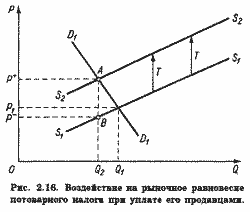 P
D₁
S₂
A
S₁
P⁺
T
T
S₂
P₁
P⁻
B
S₁
D₁
O
Q₂
Q₁
Q
Рис. 2.16. Воздействие на рыночное равновесие
потоварного налога при уплате его продавцами.